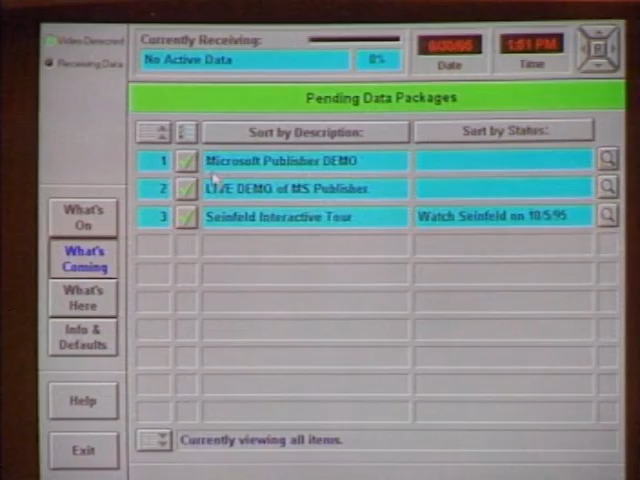 Video Detected
Receiving Data
Currently Receiving:
No Active Data
0%
Date
1:51 PM
Time
R
Pending Data Packages
Sort by Description:
Sort by Status:
1 Microsoft Publisher DEMO
2 LIVE DEMO of MS Publisher
3 Seinfeld Interactive Tour Watch Seinfeld on 10/5/95
What's On
What's Coming
What's Here
Info & Defaults
Help
Exit
Currently viewing all items.